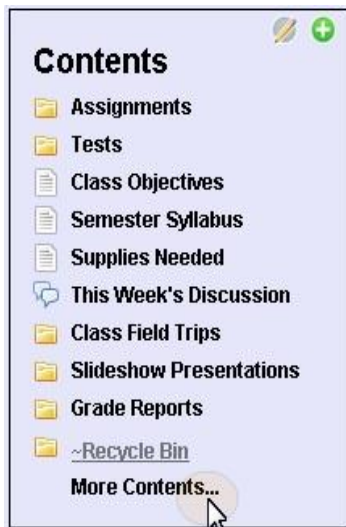 Contents
Assignments
Tests
Class Objectives
Semester Syllabus
Supplies Needed
This Week's Discussion
Class Field Trips
Slideshow Presentations
Grade Reports
~Recycle Bin
More Contents...